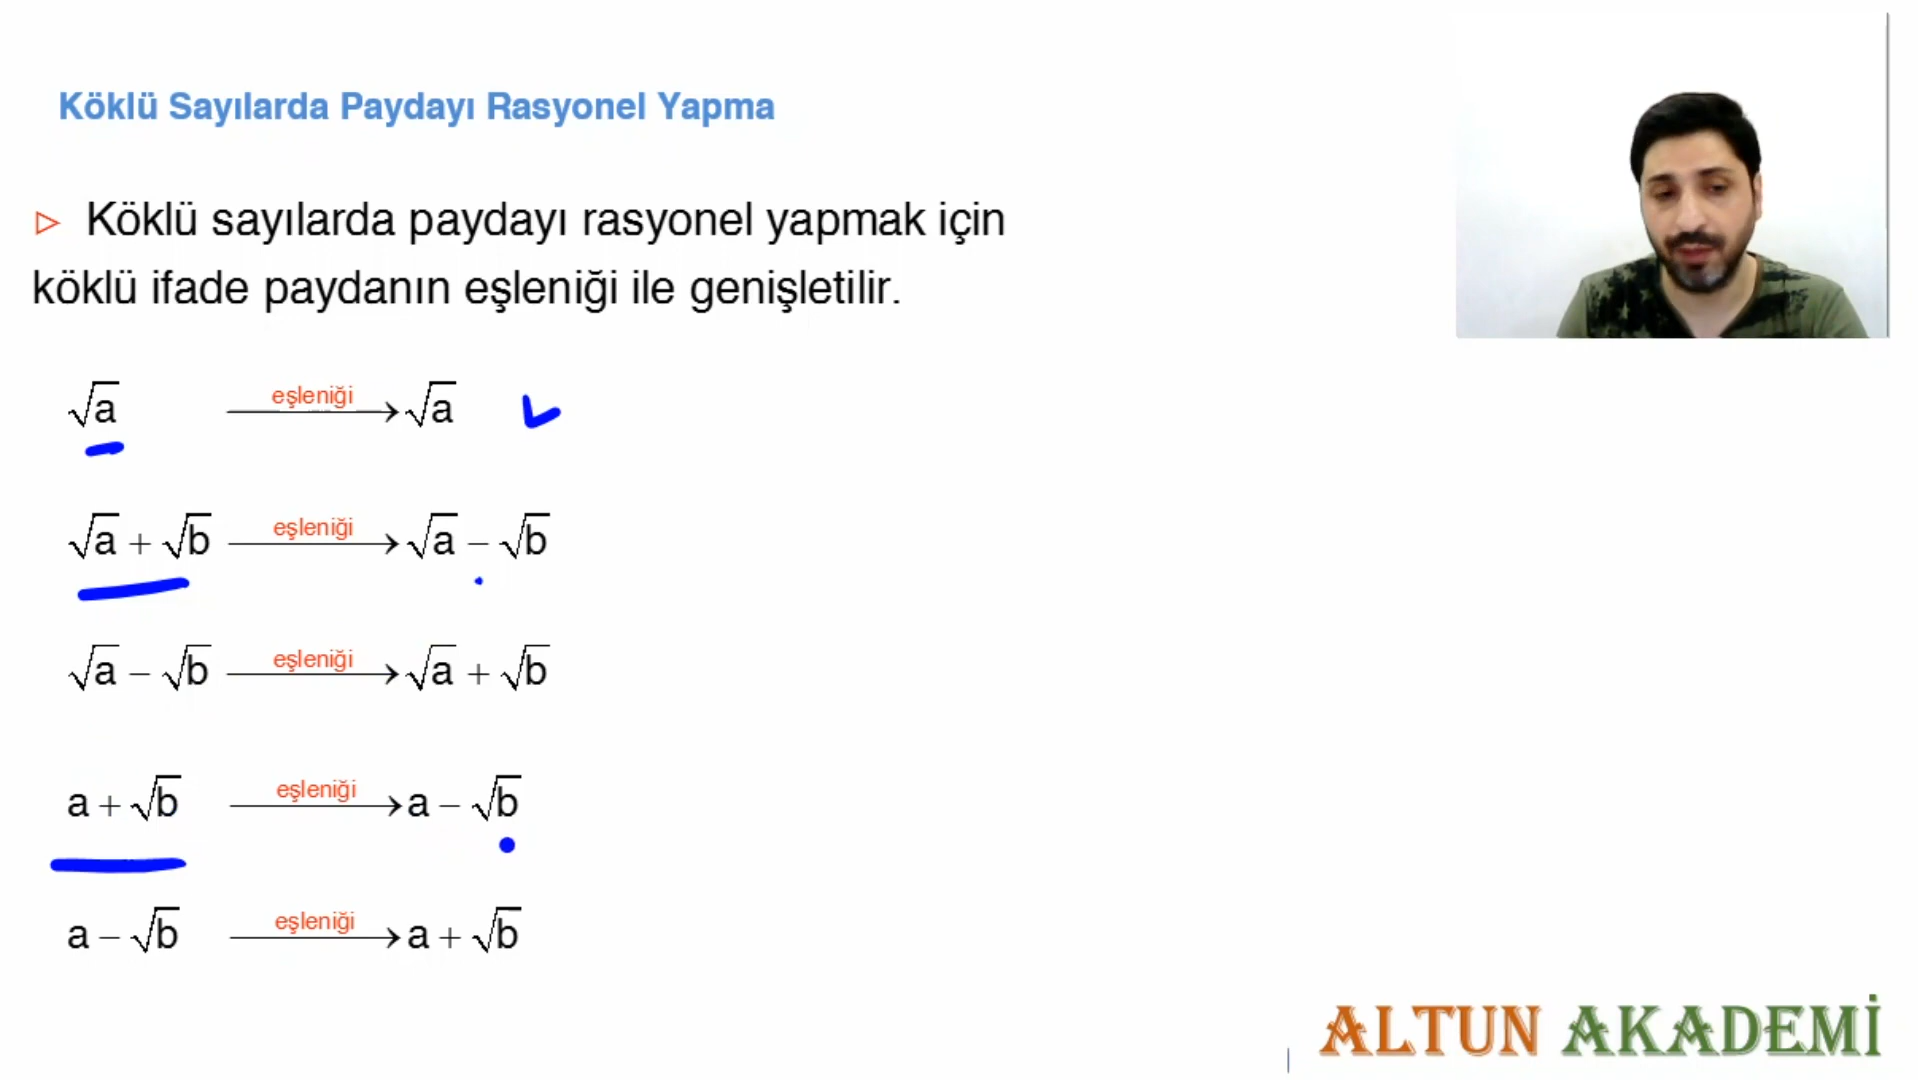 Köklü Sayılarda Paydayı Rasyonel Yapma
▷ Köklü sayılarda paydayı rasyonel yapmak için
köklü ifade paydanın eşleniği ile genişletilir.
√a eşleniği → √a
√a + √b eşleniği → √a − √b
√a − √b eşleniği → √a + √b
a + √b eşleniği → a − √b
a − √b eşleniği → a + √b
ALTUN AKADEMİ